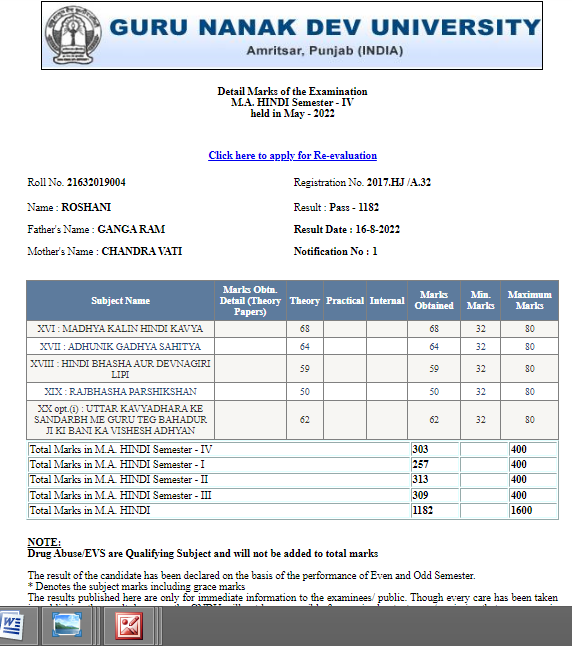 GURU NANAK DEV UNIVERSITY
Amritsar, Punjab (INDIA)
Detail Marks of the Examination
M.A. HINDI Semester - IV
held in May - 2022
Click here to apply for Re-evaluation
Roll No. 21632019004 Registration No. 2017.HJ /A.32
Name : ROSHANI Result : Pass - 1182
Father's Name : GANGA RAM Result Date : 16-8-2022
Mother's Name : CHANDRA VATI Notification No : 1
Subject Name Marks Obtn. Detail (Theory Papers) Theory Practical Internal Marks Obtained Min. Marks Maximum Marks
XVI : MADHYA KALIN HINDI KAVYA 68 68 32 80
XVII : ADHUNIK GADHYA SAHITYA 64 64 32 80
XVIII : HINDI BHASHA AUR DEVNAGIRI
LIPI 59 59 32 80
XIX : RAJBHASHA PARSHIKSHAN 50 50 32 80
XX opt.(i) : UTTAR KAVYADHARA KE
SANDARBH ME GURU TEG BAHADUR
JI KI BANI KA VISHESH ADHYAN 62 62 32 80
Total Marks in M.A. HINDI Semester - IV 303 400
Total Marks in M.A. HINDI Semester - I 257 400
Total Marks in M.A. HINDI Semester - II 313 400
Total Marks in M.A. HINDI Semester - III 309 400
Total Marks in M.A. HINDI 1182 1600
NOTE:
Drug Abuse/EVS are Qualifying Subject and will not be added to total marks
The result of the candidate has been declared on the basis of the performance of Even and Odd Semester.
* Denotes the subject marks including grace marks
The results published here are only for immediate information to the examinees/ public. Though every care has been taken